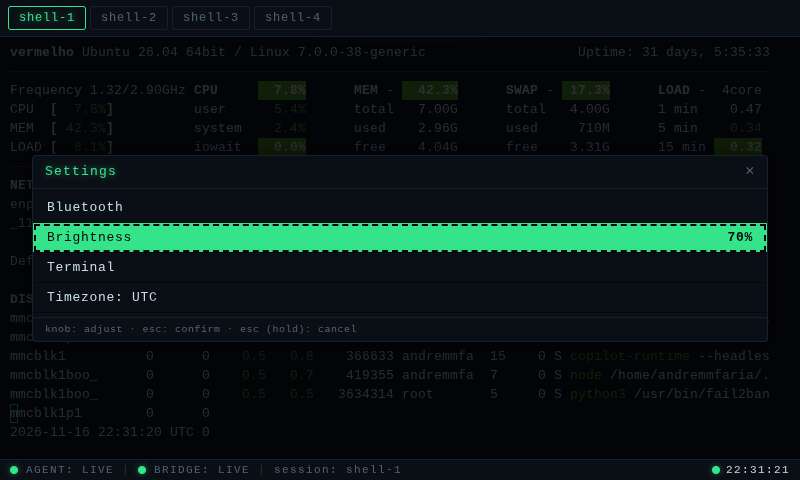 shell-1 shell-2 shell-3 shell-4
vermelho Ubuntu 26.04 64bit / Linux 7.0.0-38-generic Uptime: 31 days, 5:35:33
Frequency 1.32/2.90GHz CPU 7.8% MEM - 42.3% SWAP - 17.3% LOAD - 4core
CPU [ 7.8%] user 5.4% total 7.00G total 4.00G 1 min 0.47
MEM [ 42.3%] system 2.4% used 2.96G used 710M 5 min 0.34
LOAD [ 8.1%] iowait 0.0% free 4.04G free 3.31G 15 min 0.32
Settings ×
Bluetooth
Brightness 70%
Terminal
Timezone: UTC
knob: adjust · esc: confirm · esc (hold): cancel
mmcblk1 0 0 0.5 0.8 366633 andremmfa 15 0 S copilot-runtime --headles
mmcblk1boo_ 0 0 0.5 0.7 419355 andremmfa 7 0 S node /home/andremmfaria/.
mmcblk1boo_ 0 0 0.5 0.5 3634314 root 5 0 S python3 /usr/bin/fail2ban
mmcblk1p1 0 0
2026-11-16 22:31:20 UTC 0
AGENT: LIVE | BRIDGE: LIVE | session: shell-1 22:31:21